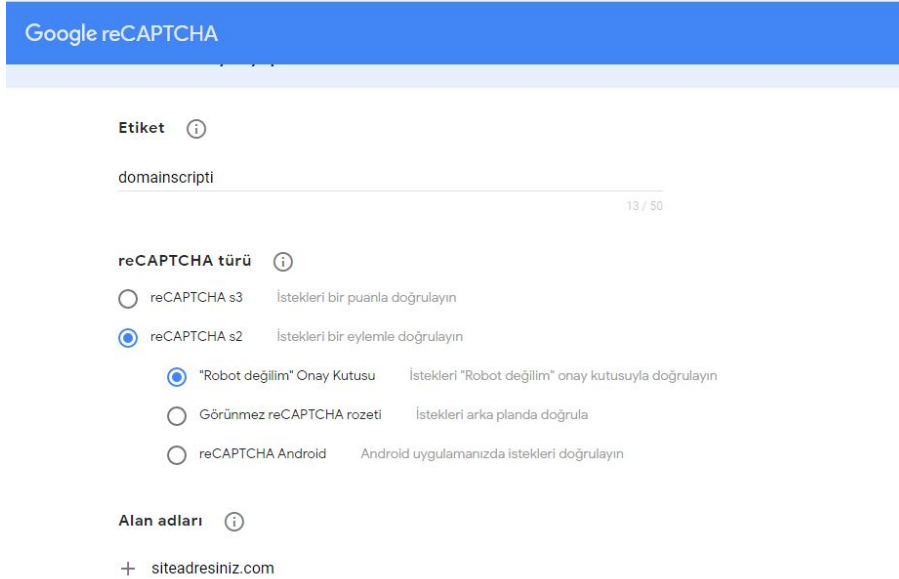 Google reCAPTCHA
Etiket
domainscripti
13 / 50
reCAPTCHA türü
reCAPTCHA s3 İstekleri bir puanla doğrulayın
reCAPTCHA s2 İstekleri bir eylemle doğrulayın
"Robot değilim" Onay Kutusu İstekleri "Robot değilim" onay kutusuyla doğrulayın
Görünmez reCAPTCHA rozeti İstekleri arka planda doğrula
reCAPTCHA Android Android uygulamanızda istekleri doğrulayın
Alan adları
siteadresiniz.com